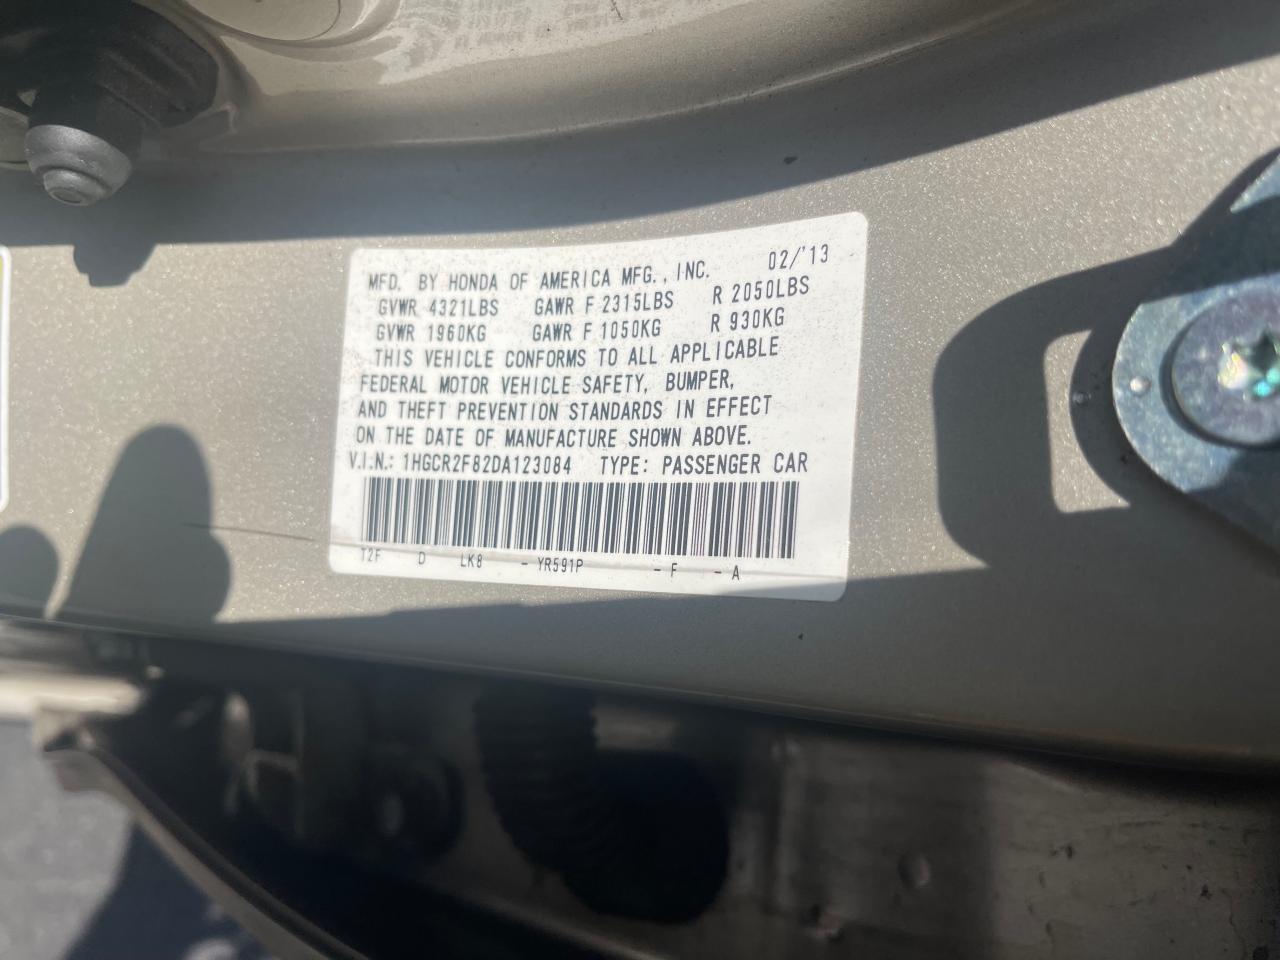 MFD. BY HONDA OF AMERICA MFG., INC. 02/'13
GVWR 4321LBS GAWR F 2315LBS R 2050LBS
GVWR 1960KG GAWR F 1050KG R 930KG
THIS VEHICLE CONFORMS TO ALL APPLICABLE
FEDERAL MOTOR VEHICLE SAFETY, BUMPER,
AND THEFT PREVENTION STANDARDS IN EFFECT
ON THE DATE OF MANUFACTURE SHOWN ABOVE.
V.I.N.: 1HGCR2F82DA123084 TYPE: PASSENGER CAR
T2F D LK8 - YR591P - F - A